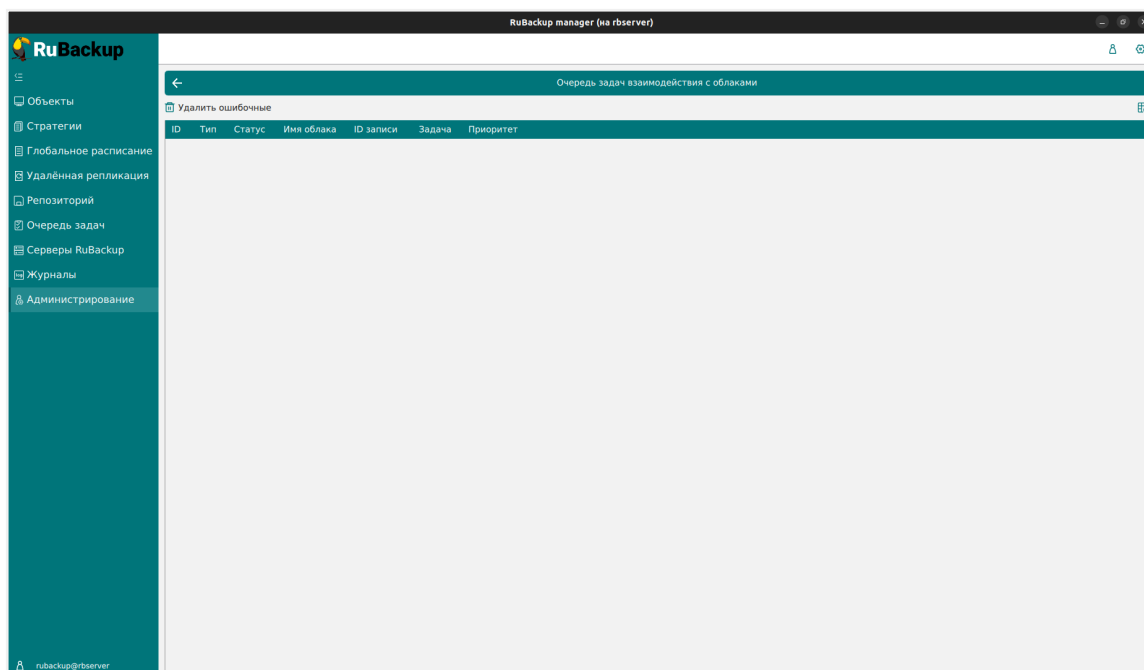 RuBackup manager (на rbserver)
RuBackup
Очередь задач взаимодействия с облаками
Объекты
Удалить ошибочные
Стратегии
ID Тип Статус Имя облака ID записи Задача Приоритет
Глобальное расписание
Удалённая репликация
Репозиторий
Очередь задач
Серверы RuBackup
Журналы
Администрирование
rubackup@rbserver